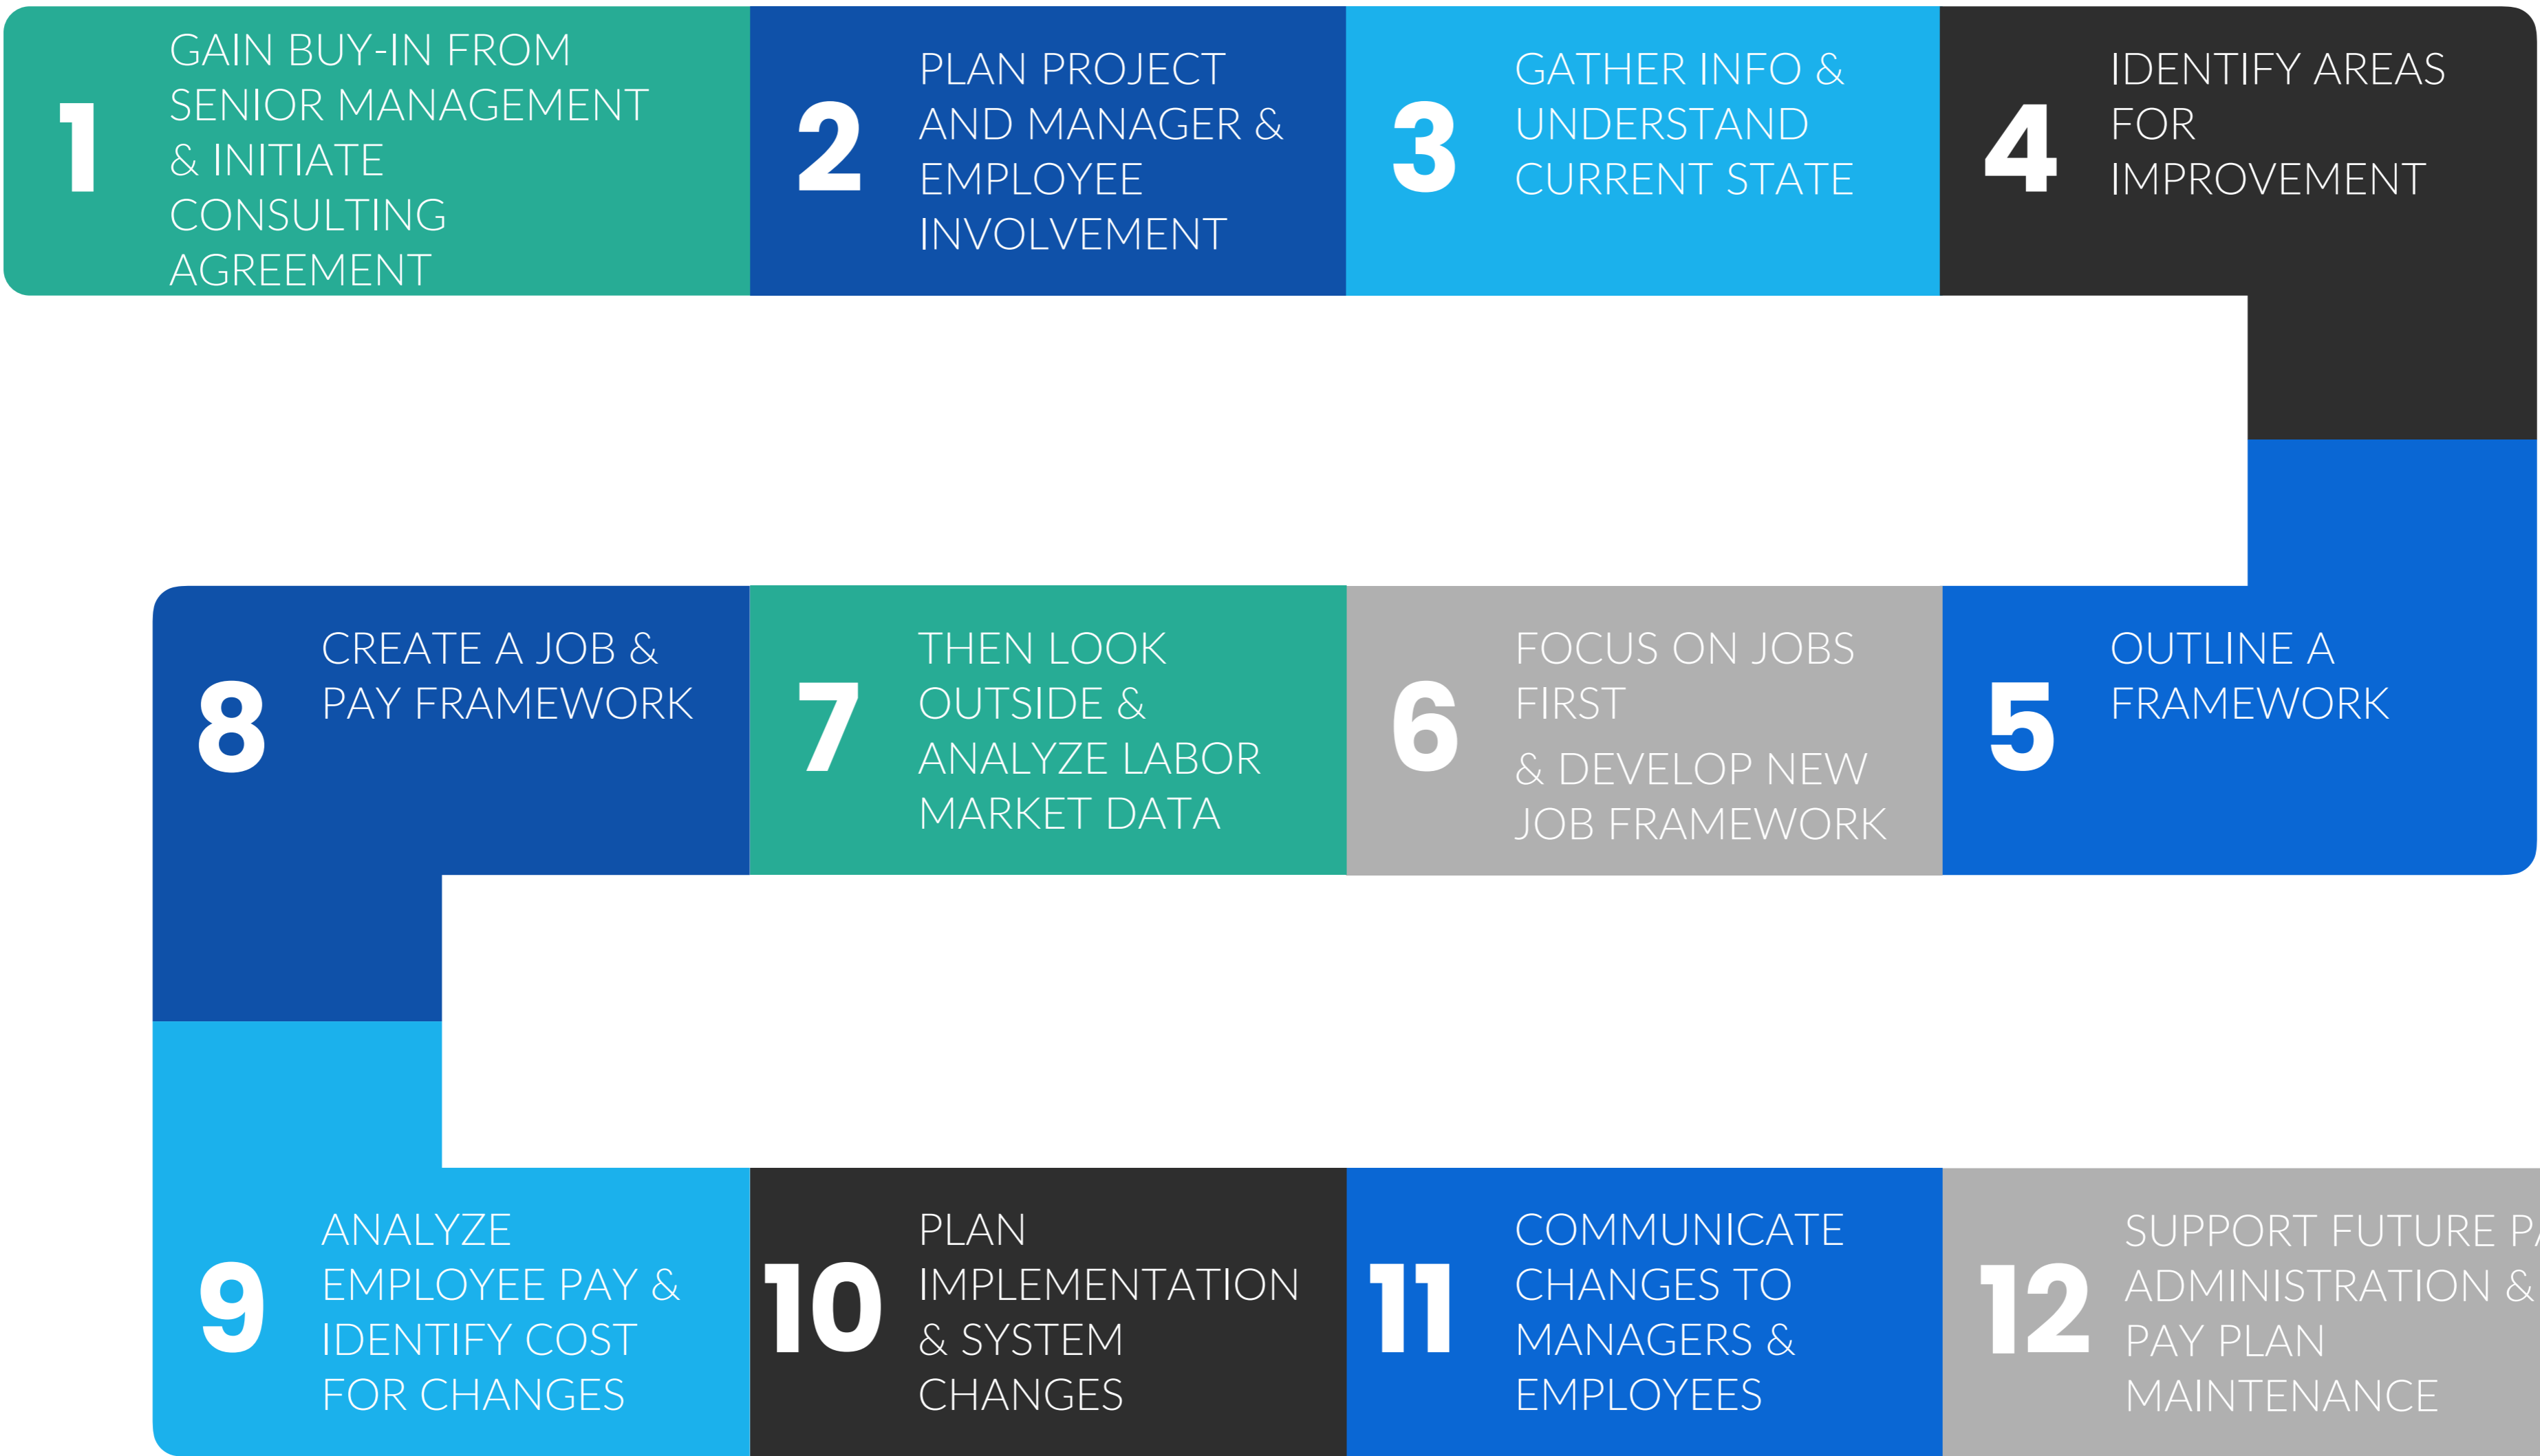 1
GAIN BUY-IN FROM
SENIOR MANAGEMENT
& INITIATE
CONSULTING
AGREEMENT
2
PLAN PROJECT
AND MANAGER &
EMPLOYEE
INVOLVEMENT
3
GATHER INFO &
UNDERSTAND
CURRENT STATE
4
IDENTIFY AREAS
FOR
IMPROVEMENT
5
OUTLINE A
FRAMEWORK
6
FOCUS ON JOBS
FIRST
& DEVELOP NEW
JOB FRAMEWORK
7
THEN LOOK
OUTSIDE &
ANALYZE LABOR
MARKET DATA
8
CREATE A JOB &
PAY FRAMEWORK
9
ANALYZE
EMPLOYEE PAY &
IDENTIFY COST
FOR CHANGES
10
PLAN
IMPLEMENTATION
& SYSTEM
CHANGES
11
COMMUNICATE
CHANGES TO
MANAGERS &
EMPLOYEES
12
SUPPORT FUTURE
ADMINISTRATION &
PAY PLAN
MAINTENANCE